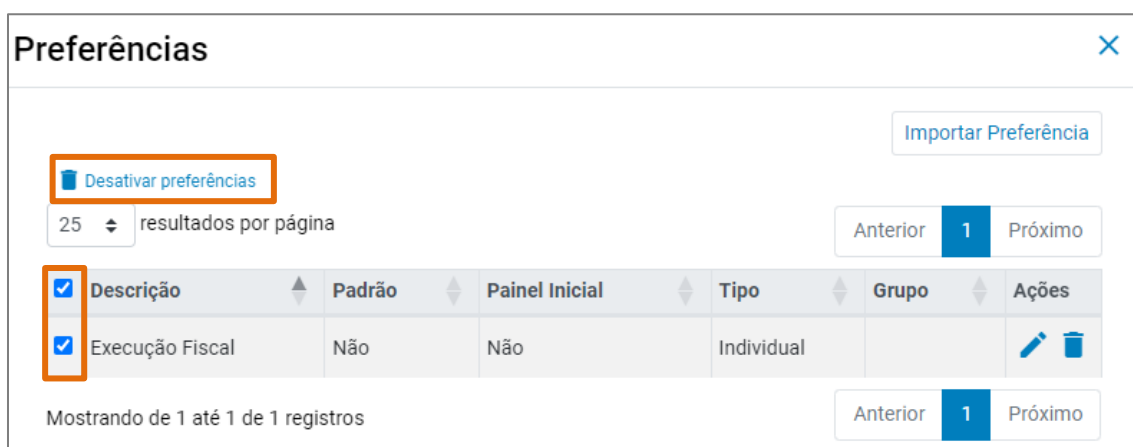 Preferências
Importar Preferência
Desativar preferências
25 resultados por página
Anterior 1 Próximo
Descrição Padrão Painel Inicial Tipo Grupo Ações
Execução Fiscal Não Não Individual
Mostrando de 1 até 1 de 1 registros
Anterior 1 Próximo